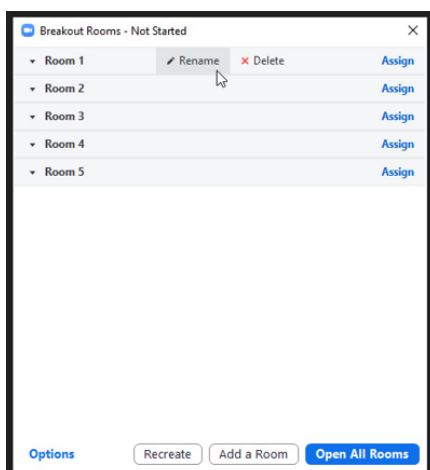 Breakout Rooms - Not Started
Room 1 Rename Delete Assign
Room 2 Assign
Room 3 Assign
Room 4 Assign
Room 5 Assign
Options Recreate Add a Room Open All Rooms